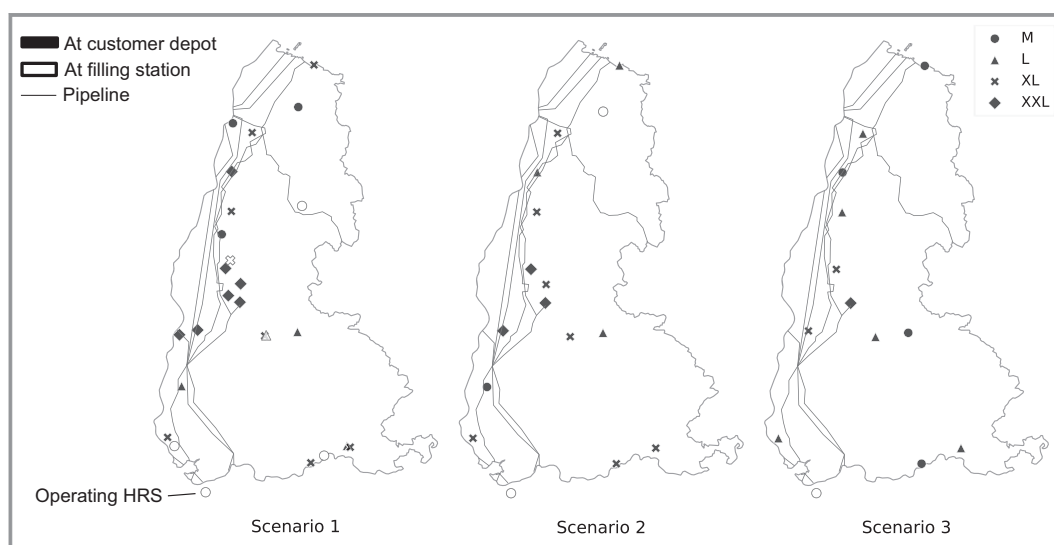 At customer depot
At filling station
Pipeline
M
L
XL
XXL
Operating HRS
Scenario 1
Scenario 2
Scenario 3